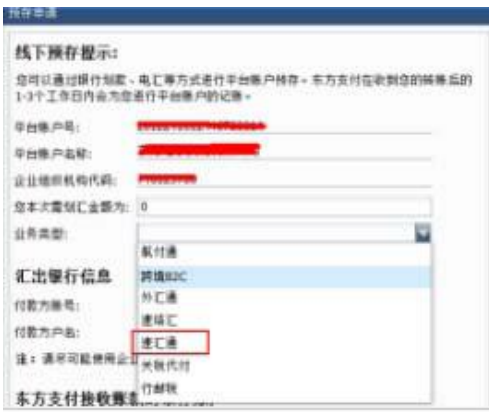 预存申请
线下预存提示:
您可以通过银行划款、电汇等方式进行平台账户预存。东方支付在收到您的转账后的
1-3个工作日内会为您进行平台账户的记账。
平台账户号:
平台账户名称:
企业组织机构代码:
您本次需划汇金额为: 0
业务类型:
航付通
跨境B2C
汇出银行信息
外汇通
付款方账号:
速结汇
付款方户名:
速汇通
注: 请尽可能使用企业
关税代付
行邮税
东方支付接收账